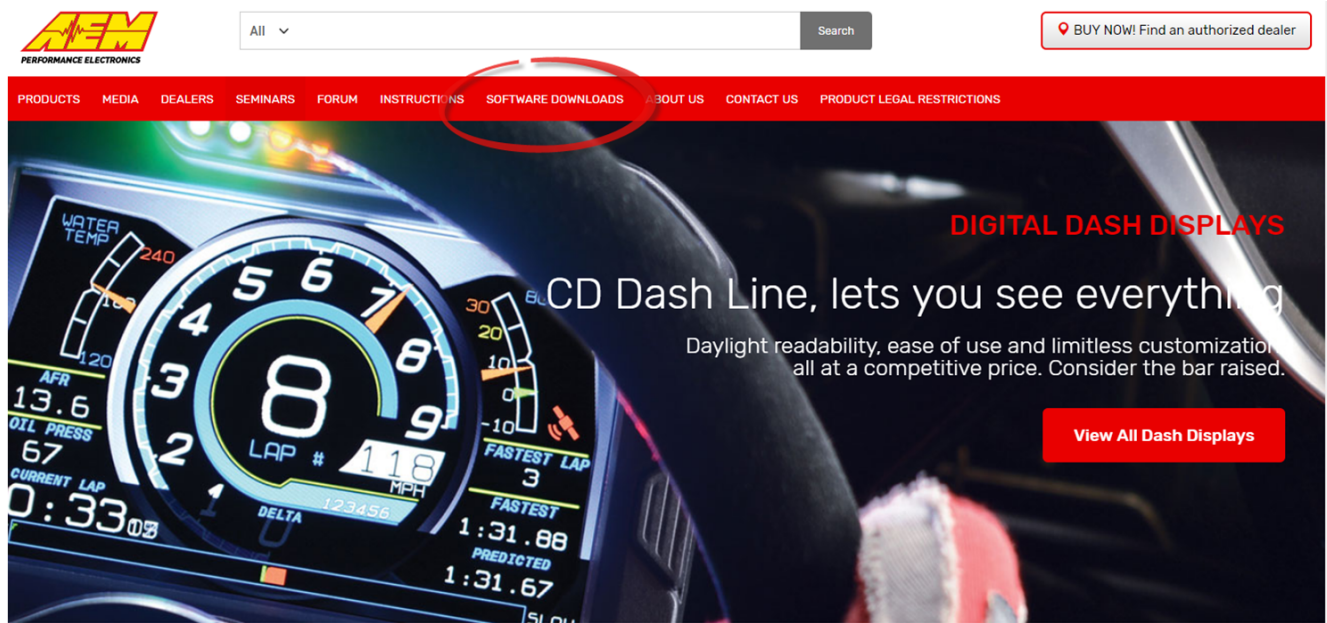 AEM
PERFORMANCE ELECTRONICS
All
Search
BUY NOW! Find an authorized dealer
PRODUCTS MEDIA DEALERS SEMINARS FORUM INSTRUCTIONS SOFTWARE DOWNLOADS ABOUT US CONTACT US PRODUCT LEGAL RESTRICTIONS
DIGITAL DASH DISPLAYS
CD Dash Line, lets you see everything
Daylight readability, ease of use and limitless customization
all at a competitive price. Consider the bar raised.
View All Dash Displays
WATER
TEMP
240
120
AFR
13.6
OIL PRESS
67
CURRENT LAP
1
2
3
4
5
6
7
8
9
8
LAP #
118
MPH
123456
DELTA
0
30
20
10
0
-10
FASTEST LAP
3
FASTEST
1:31.88
PREDICTED
1:31.67